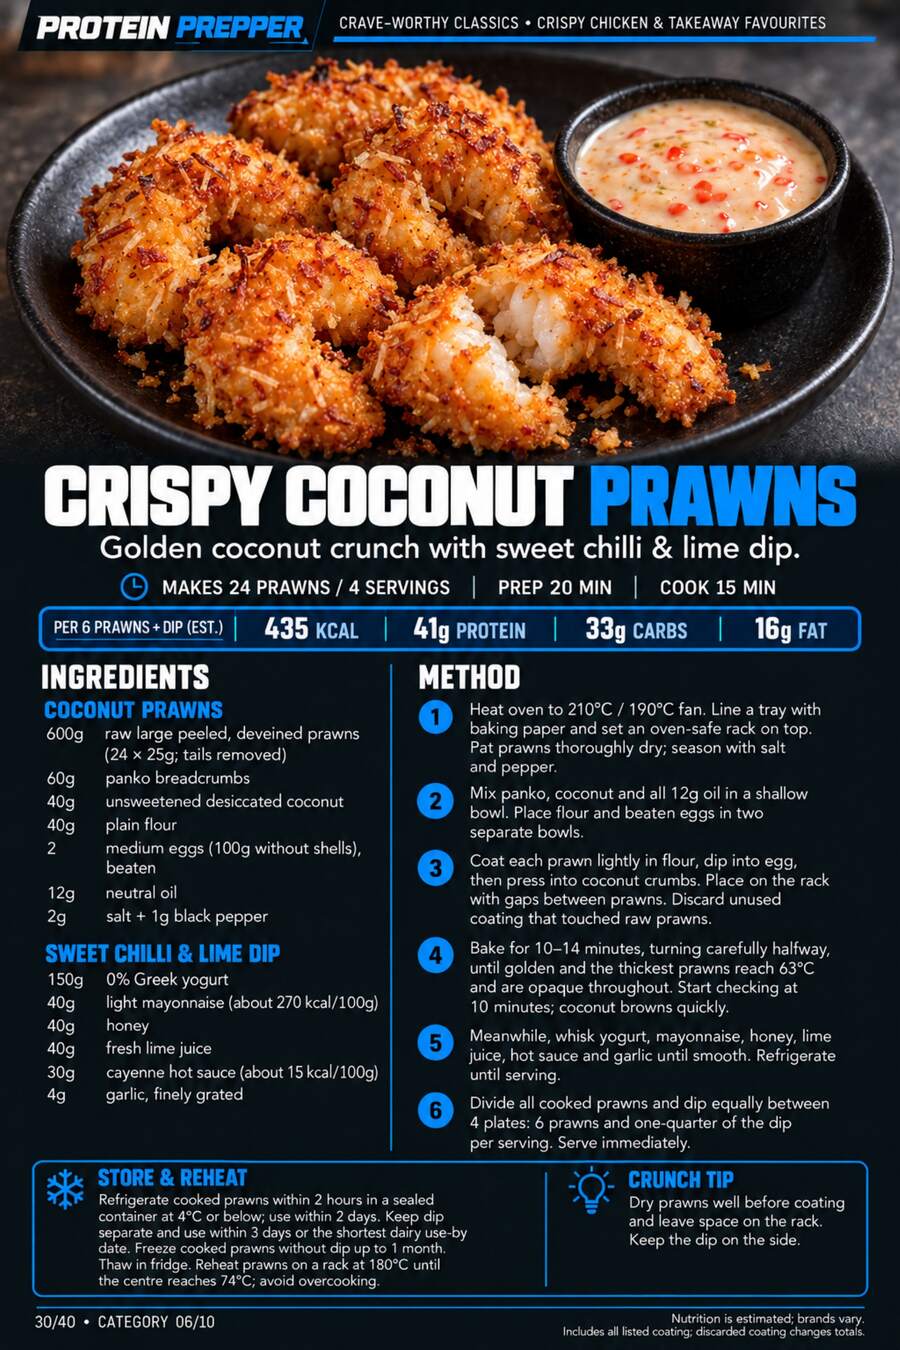 PROTEIN PREPPER
CRAVE-WORTHY CLASSICS • CRISPY CHICKEN & TAKEAWAY FAVOURITES
CRISPY COCONUT PRAWNS
Golden coconut crunch with sweet chilli & lime dip.
MAKES 24 PRAWNS / 4 SERVINGS | PREP 20 MIN | COOK 15 MIN
PER 6 PRAWNS + DIP (EST.) | 435 KCAL | 41g PROTEIN | 33g CARBS | 16g FAT
INGREDIENTS
COCONUT PRAWNS
600g raw large peeled, deveined prawns
(24 × 25g; tails removed)
60g panko breadcrumbs
40g unsweetened desiccated coconut
40g plain flour
2 medium eggs (100g without shells),
beaten
12g neutral oil
2g salt + 1g black pepper
SWEET CHILLI & LIME DIP
150g 0% Greek yogurt
40g light mayonnaise (about 270 kcal/100g)
40g honey
40g fresh lime juice
30g cayenne hot sauce (about 15 kcal/100g)
4g garlic, finely grated
METHOD
1 Heat oven to 210°C / 190°C fan. Line a tray with
baking paper and set an oven-safe rack on top.
Pat prawns thoroughly dry; season with salt
and pepper.
2 Mix panko, coconut and all 12g oil in a shallow
bowl. Place flour and beaten eggs in two
separate bowls.
3 Coat each prawn lightly in flour, dip into egg,
then press into coconut crumbs. Place on the rack
with gaps between prawns. Discard unused
coating that touched raw prawns.
4 Bake for 10–14 minutes, turning carefully halfway,
until golden and the thickest prawns reach 63°C
and are opaque throughout. Start checking at
10 minutes; coconut browns quickly.
5 Meanwhile, whisk yogurt, mayonnaise, honey, lime
juice, hot sauce and garlic until smooth. Refrigerate
until serving.
6 Divide all cooked prawns and dip equally between
4 plates: 6 prawns and one-quarter of the dip
per serving. Serve immediately.
STORE & REHEAT
Refrigerate cooked prawns within 2 hours in a sealed
container at 4°C or below; use within 2 days. Keep dip
separate and use within 3 days or the shortest dairy use-by
date. Freeze cooked prawns without dip up to 1 month.
Thaw in fridge. Reheat prawns on a rack at 180°C until
the centre reaches 74°C; avoid overcooking.
CRUNCH TIP
Dry prawns well before coating
and leave space on the rack.
Keep the dip on the side.
30/40 • CATEGORY 06/10
Nutrition is estimated; brands vary.
Includes all listed coating; discarded coating changes totals.